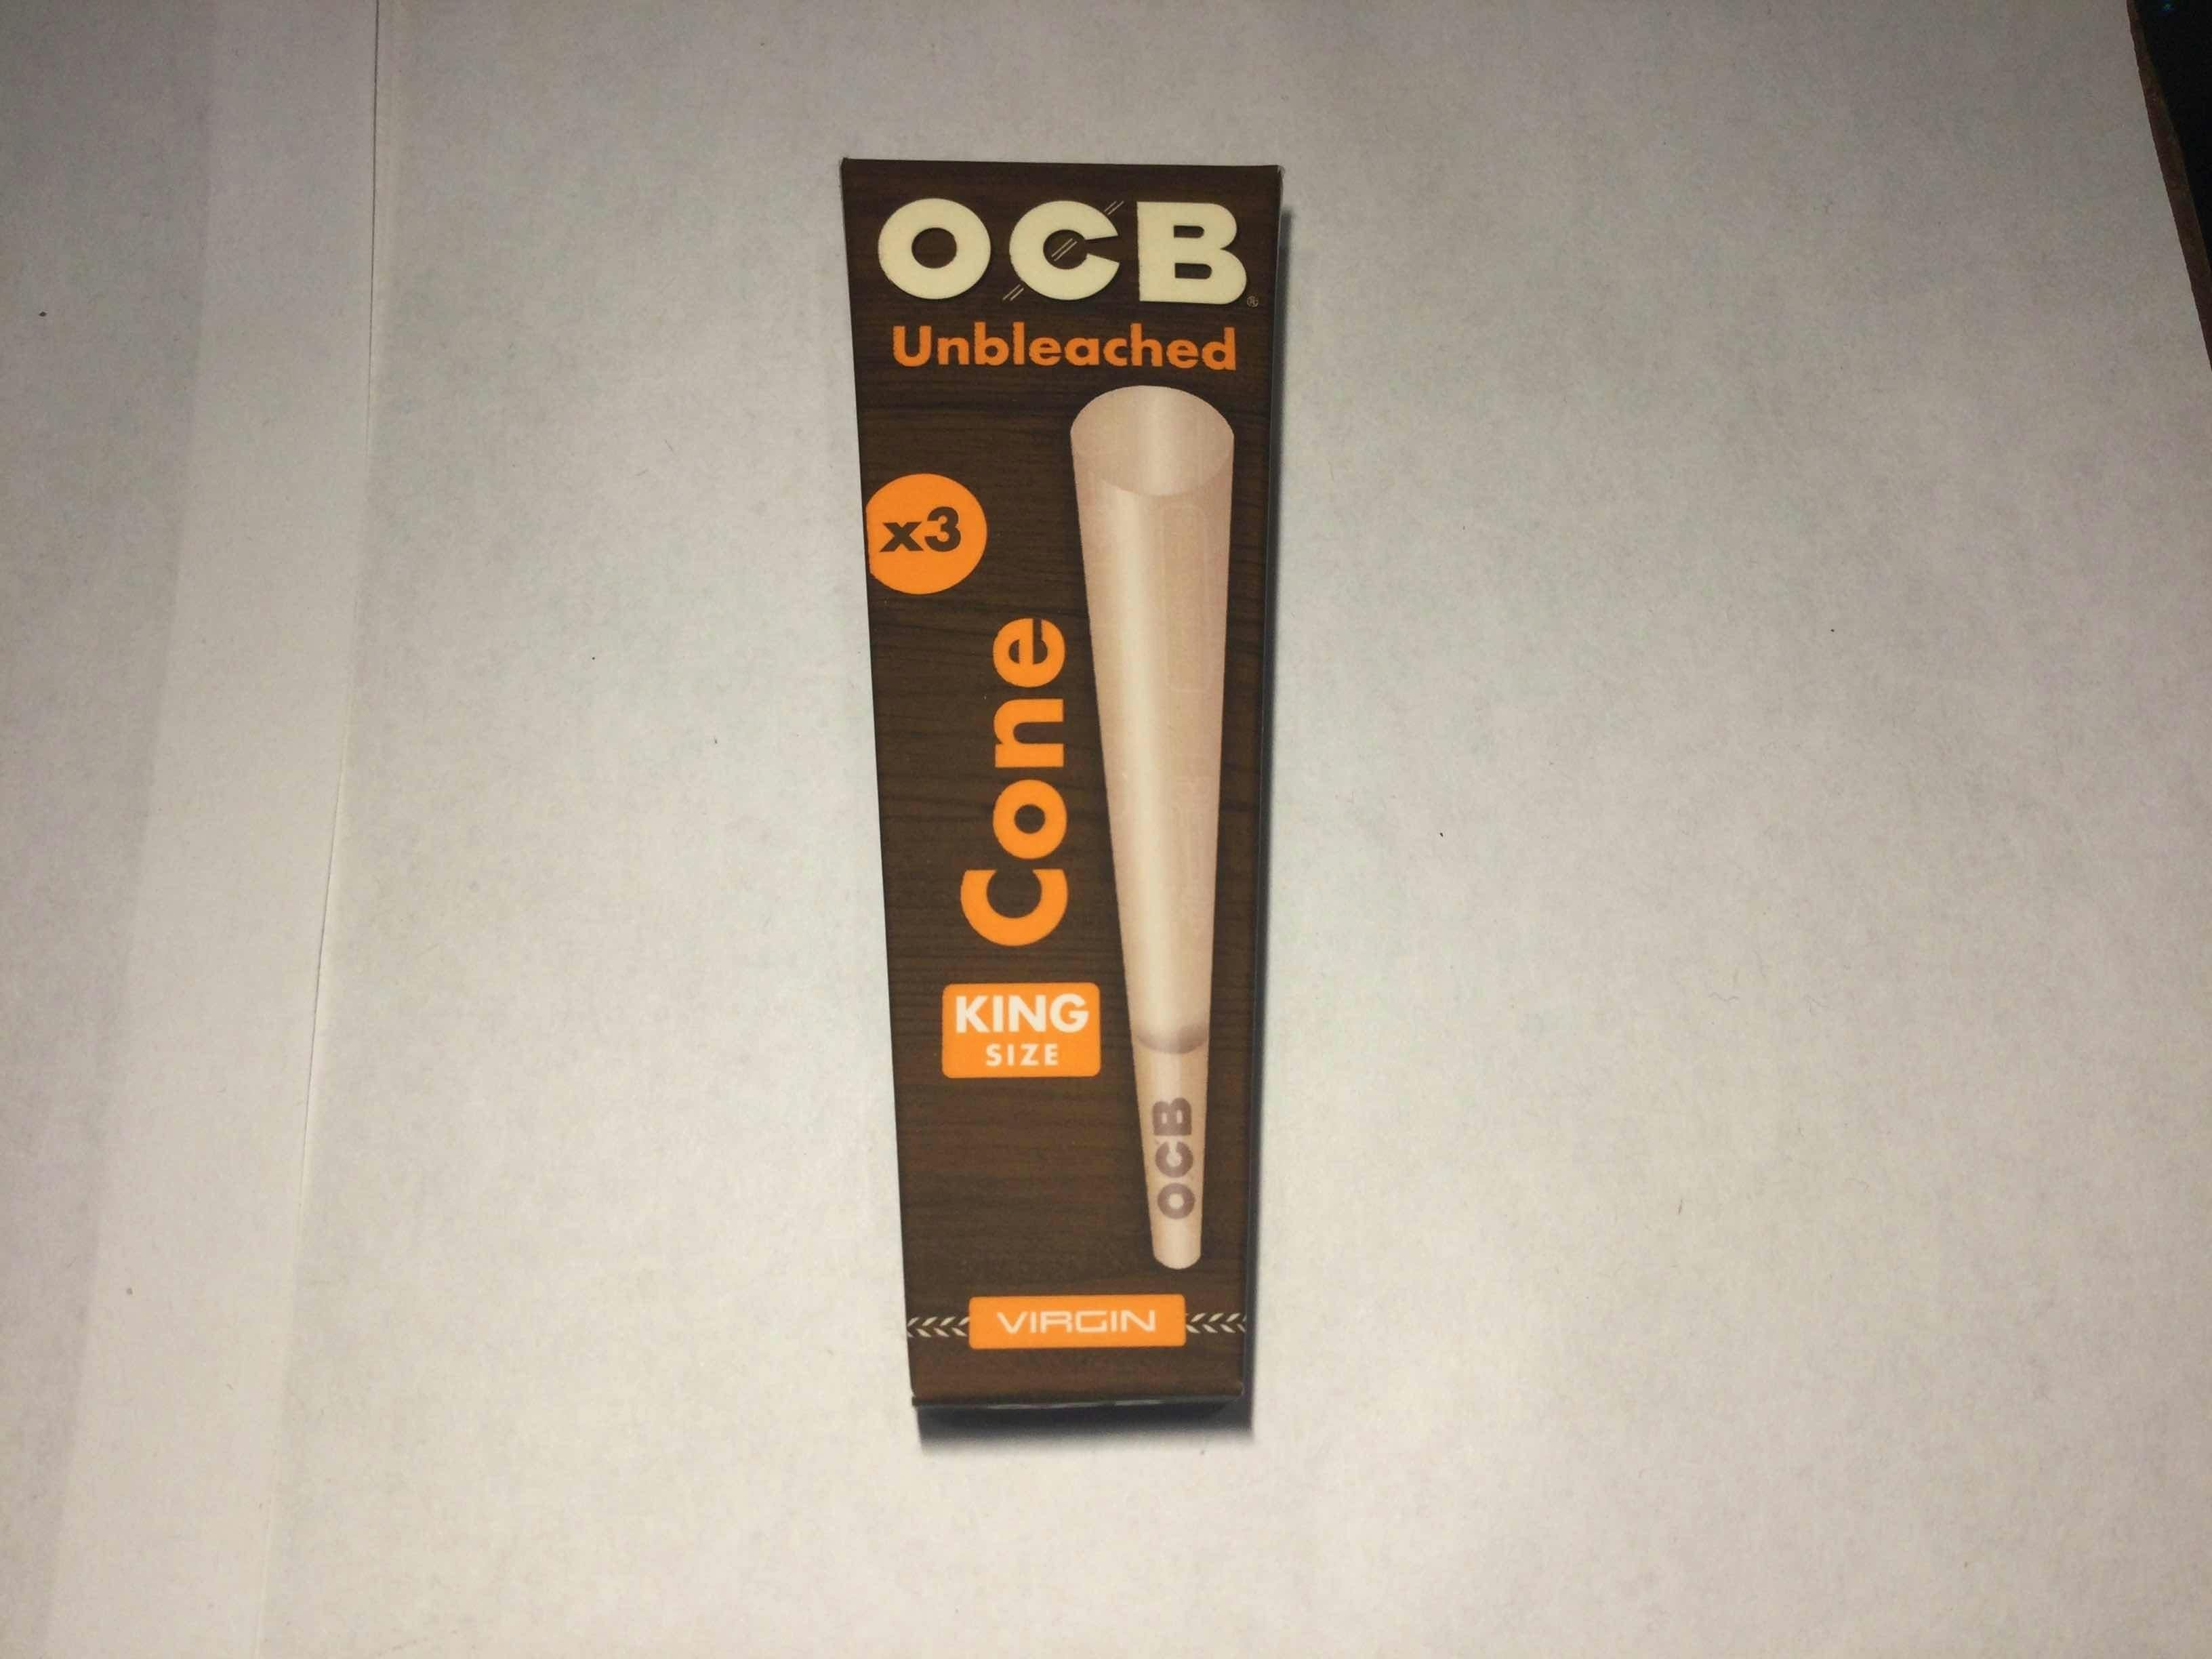 OCB®
Unbleached
x3
Cone
KING
SIZE
OCB
VIRGIN